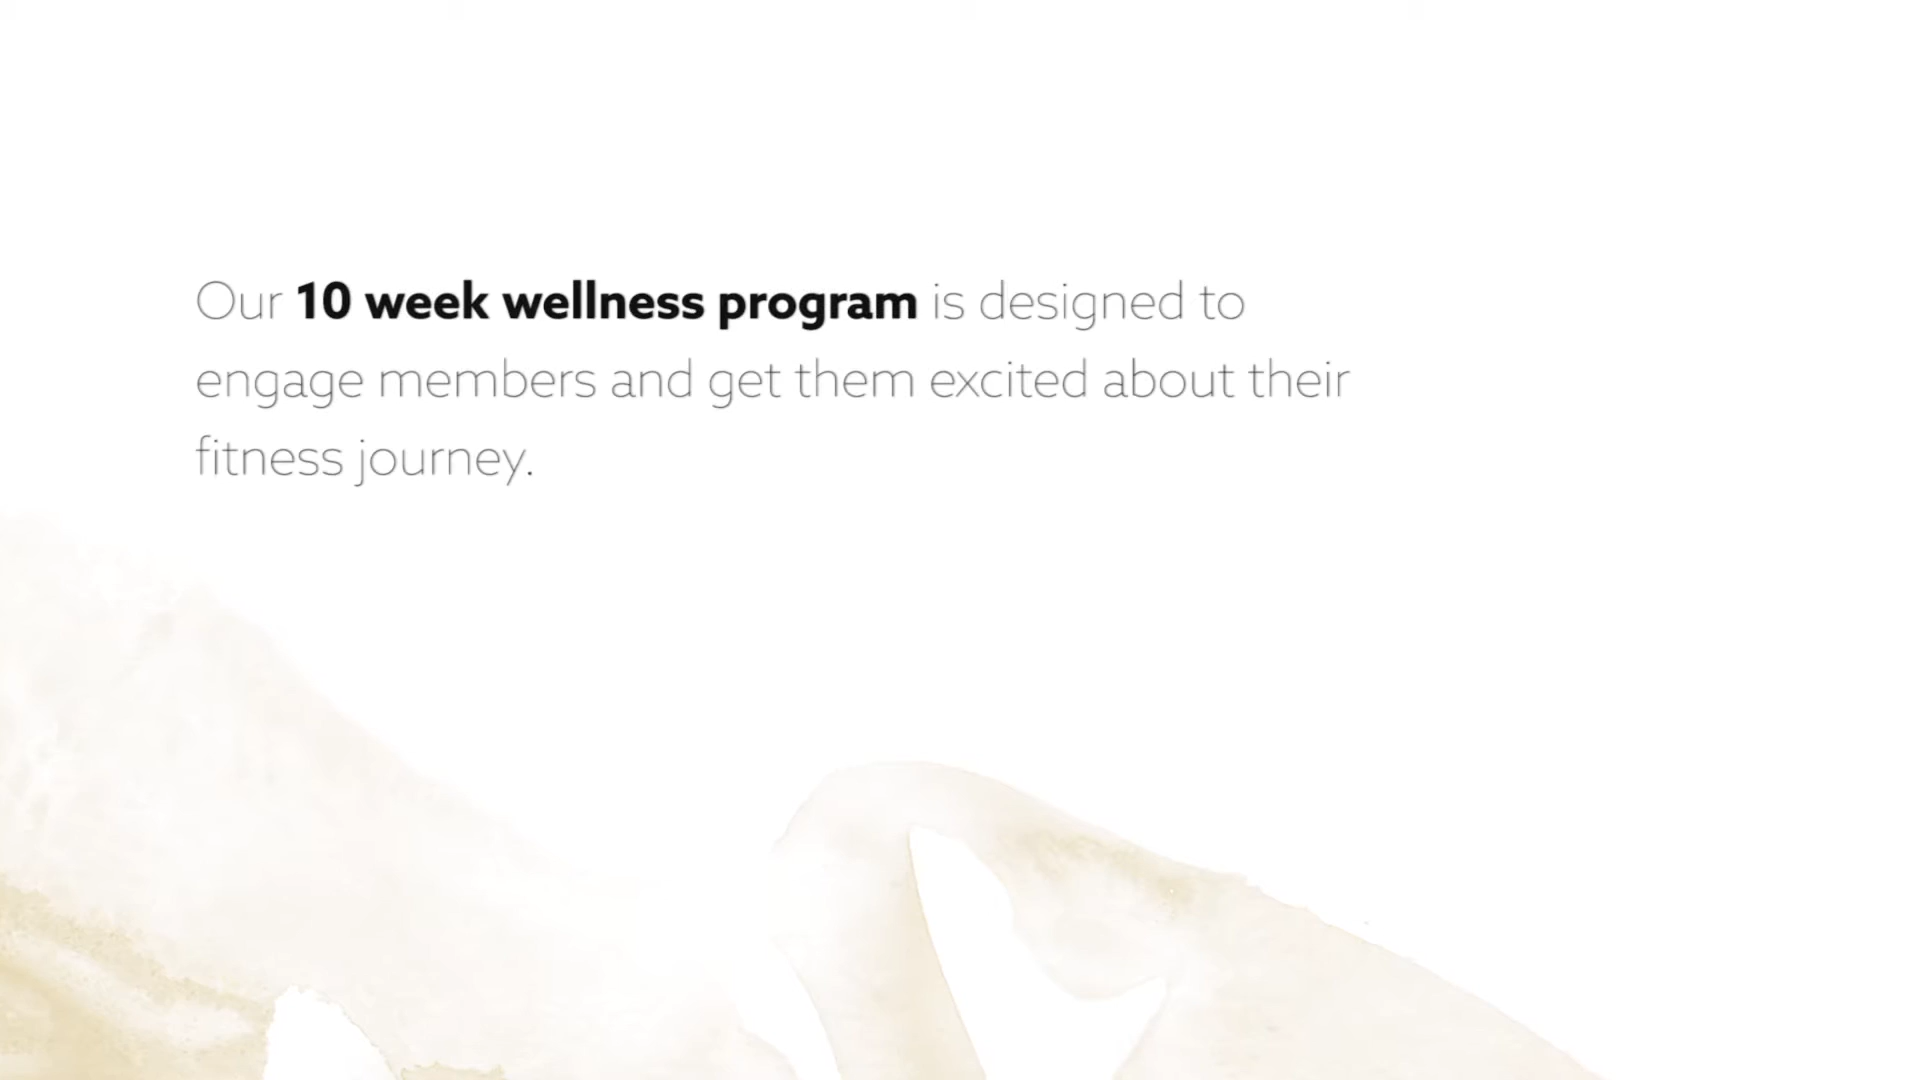 Our 10 week wellness program is designed to
engage members and get them excited about their
fitness journey.